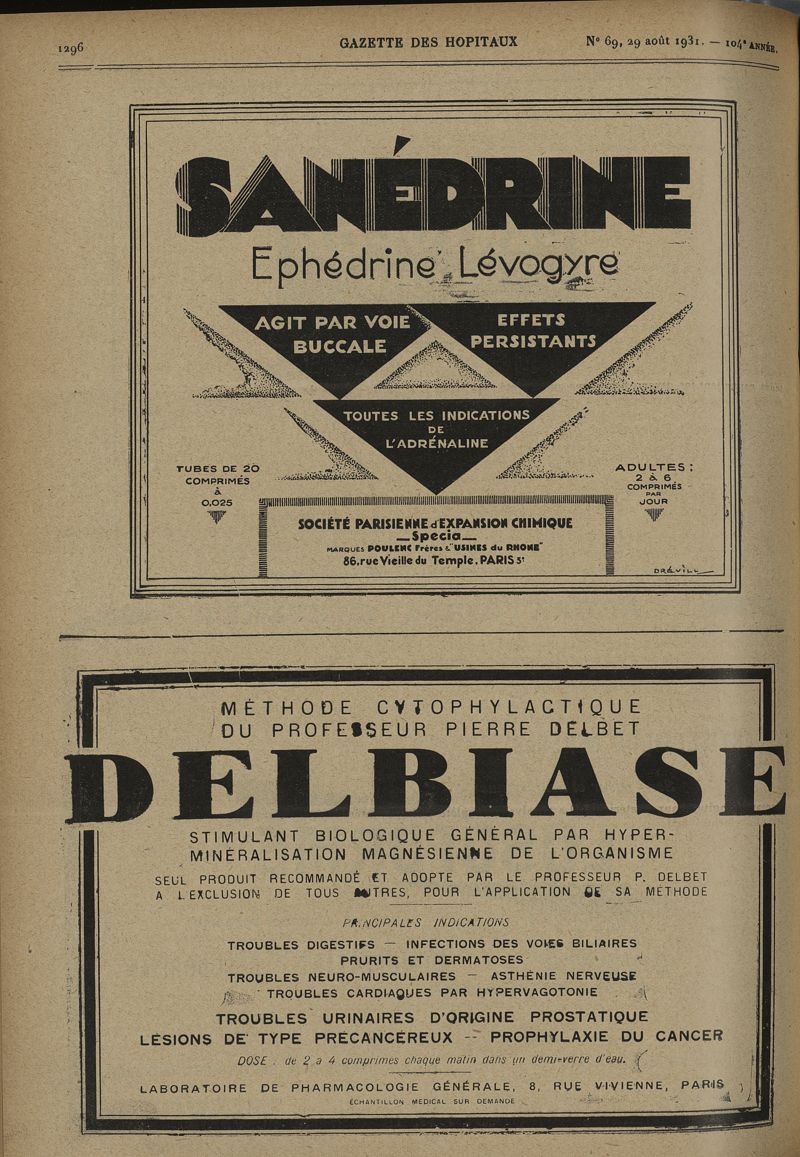 1296
GAZETTE DES HOPITAUX
Nº 69, 29 août 1931. — 104e ANNÉE.
SANÉDRINE
Ephédrine Lévogyre
AGIT PAR VOIE
BUCCALE
EFFETS
PERSISTANTS
TOUTES LES INDICATIONS
DE
L'ADRÉNALINE
TUBES DE 20
COMPRIMÉS
à
0,025
ADULTES :
2 à 6
COMPRIMÉS
PAR
JOUR
SOCIÉTÉ PARISIENNE d'EXPANSION CHIMIQUE
—Specia—
MARQUES POULENC Frères & "USINES du RHONE"
86, rue Vieille du Temple, PARIS 3e
DRÉVILL
MÉTHODE CYTOPHYLACTIQUE
DU PROFESSEUR PIERRE DELBET
DELBIASE
STIMULANT BIOLOGIQUE GÉNÉRAL PAR HYPER-
MINÉRALISATION MAGNÉSIENNE DE L'ORGANISME
SEUL PRODUIT RECOMMANDÉ ET ADOPTE PAR LE PROFESSEUR P. DELBET
A L'EXCLUSION DE TOUS AUTRES, POUR L'APPLICATION DE SA MÉTHODE
PRINCIPALES INDICATIONS
TROUBLES DIGESTIFS — INFECTIONS DES VOIES BILIAIRES
PRURITS ET DERMATOSES
TROUBLES NEURO-MUSCULAIRES — ASTHÉNIE NERVEUSE
TROUBLES CARDIAQUES PAR HYPERVAGOTONIE
TROUBLES URINAIRES D'ORIGINE PROSTATIQUE
LÉSIONS DE TYPE PRÉCANCÉREUX -- PROPHYLAXIE DU CANCER
DOSE : de 2 a 4 comprimes chaque matin dans un demi-verre d'eau.
LABORATOIRE DE PHARMACOLOGIE GÉNÉRALE, 8, RUE VIVIENNE, PARIS
ÉCHANTILLON MEDICAL SUR DEMANDE